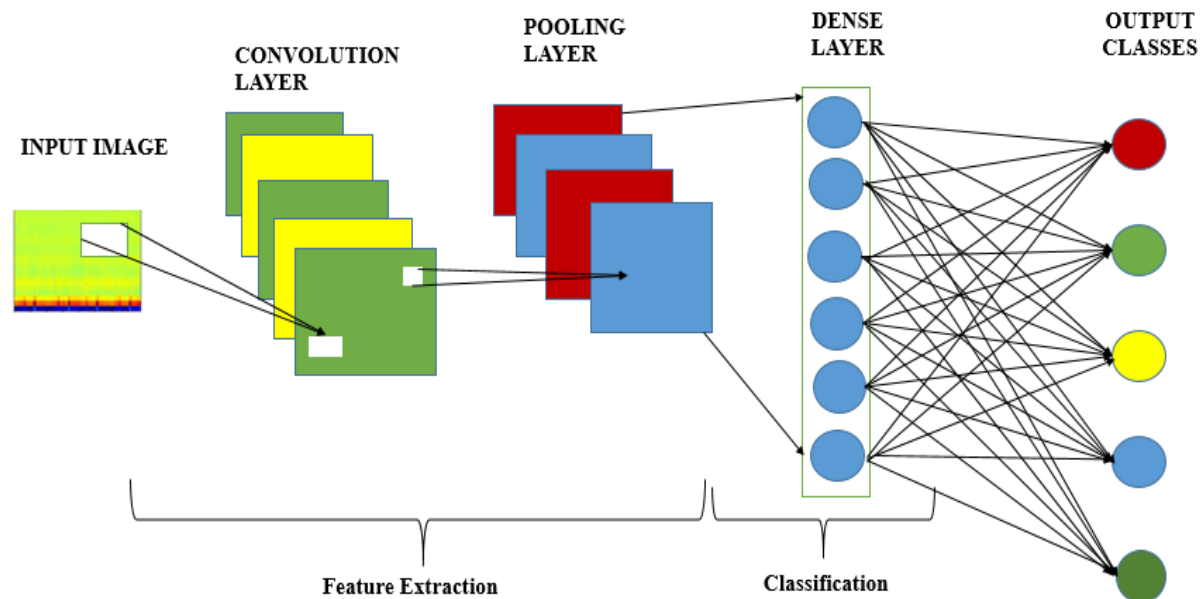 INPUT IMAGE
CONVOLUTION
LAYER
POOLING
LAYER
DENSE
LAYER
OUTPUT
CLASSES
Feature Extraction
Classification